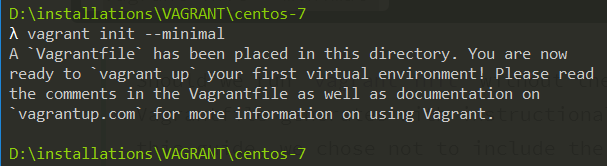 D:\installations\VAGRANT\centos-7
λ vagrant init --minimal
A `Vagrantfile` has been placed in this directory. You are now
ready to `vagrant up` your first virtual environment! Please read
the comments in the Vagrantfile as well as documentation on
`vagrantup.com` for more information on using Vagrant.
D:\installations\VAGRANT\centos-7